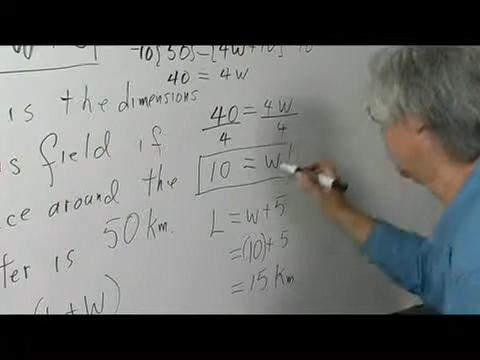 -10[50]=[4W+10]-10
40 = 4W
is the dimensions
is field if
ce around the
ter is 50 km.
+ W)
40 = 4W
4 4
10 = W
L = W + 5
= (10) + 5
= 15 Km